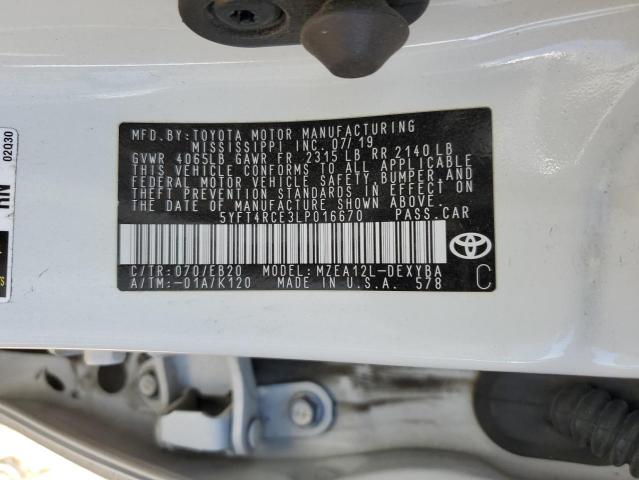 MFD.BY:TOYOTA MOTOR MANUFACTURING
MISSISSIPPI INC. 07/19
GVWR 4065LB GAWR FR 2315 LB RR 2140 LB
THIS VEHICLE CONFORMS TO ALL APPLICABLE
FEDERAL MOTOR VEHICLE SAFETY, BUMPER, AND
THEFT PREVENTION STANDARDS IN EFFECT
ON THE DATE OF MANUFACTURE SHOWN ABOVE.
5YFT4RCE3LP016670 PASS.CAR
C/TR:070/EB20 MODEL:MZEA12L-DEXYBA
A/TM:-01A/K120 MADE IN U.S.A. 578
C
RN
02Q30